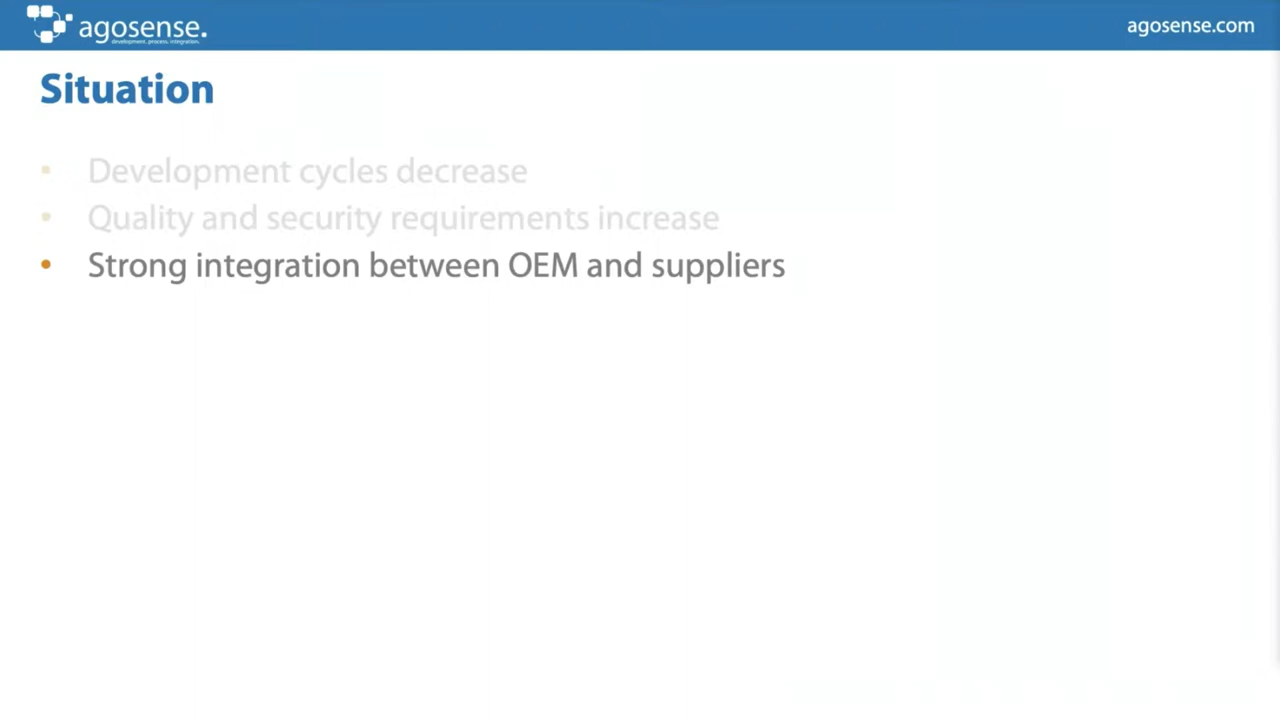 agosense.
development. process. integration.
agosense.com
Situation
• Development cycles decrease
• Quality and security requirements increase
• Strong integration between OEM and suppliers